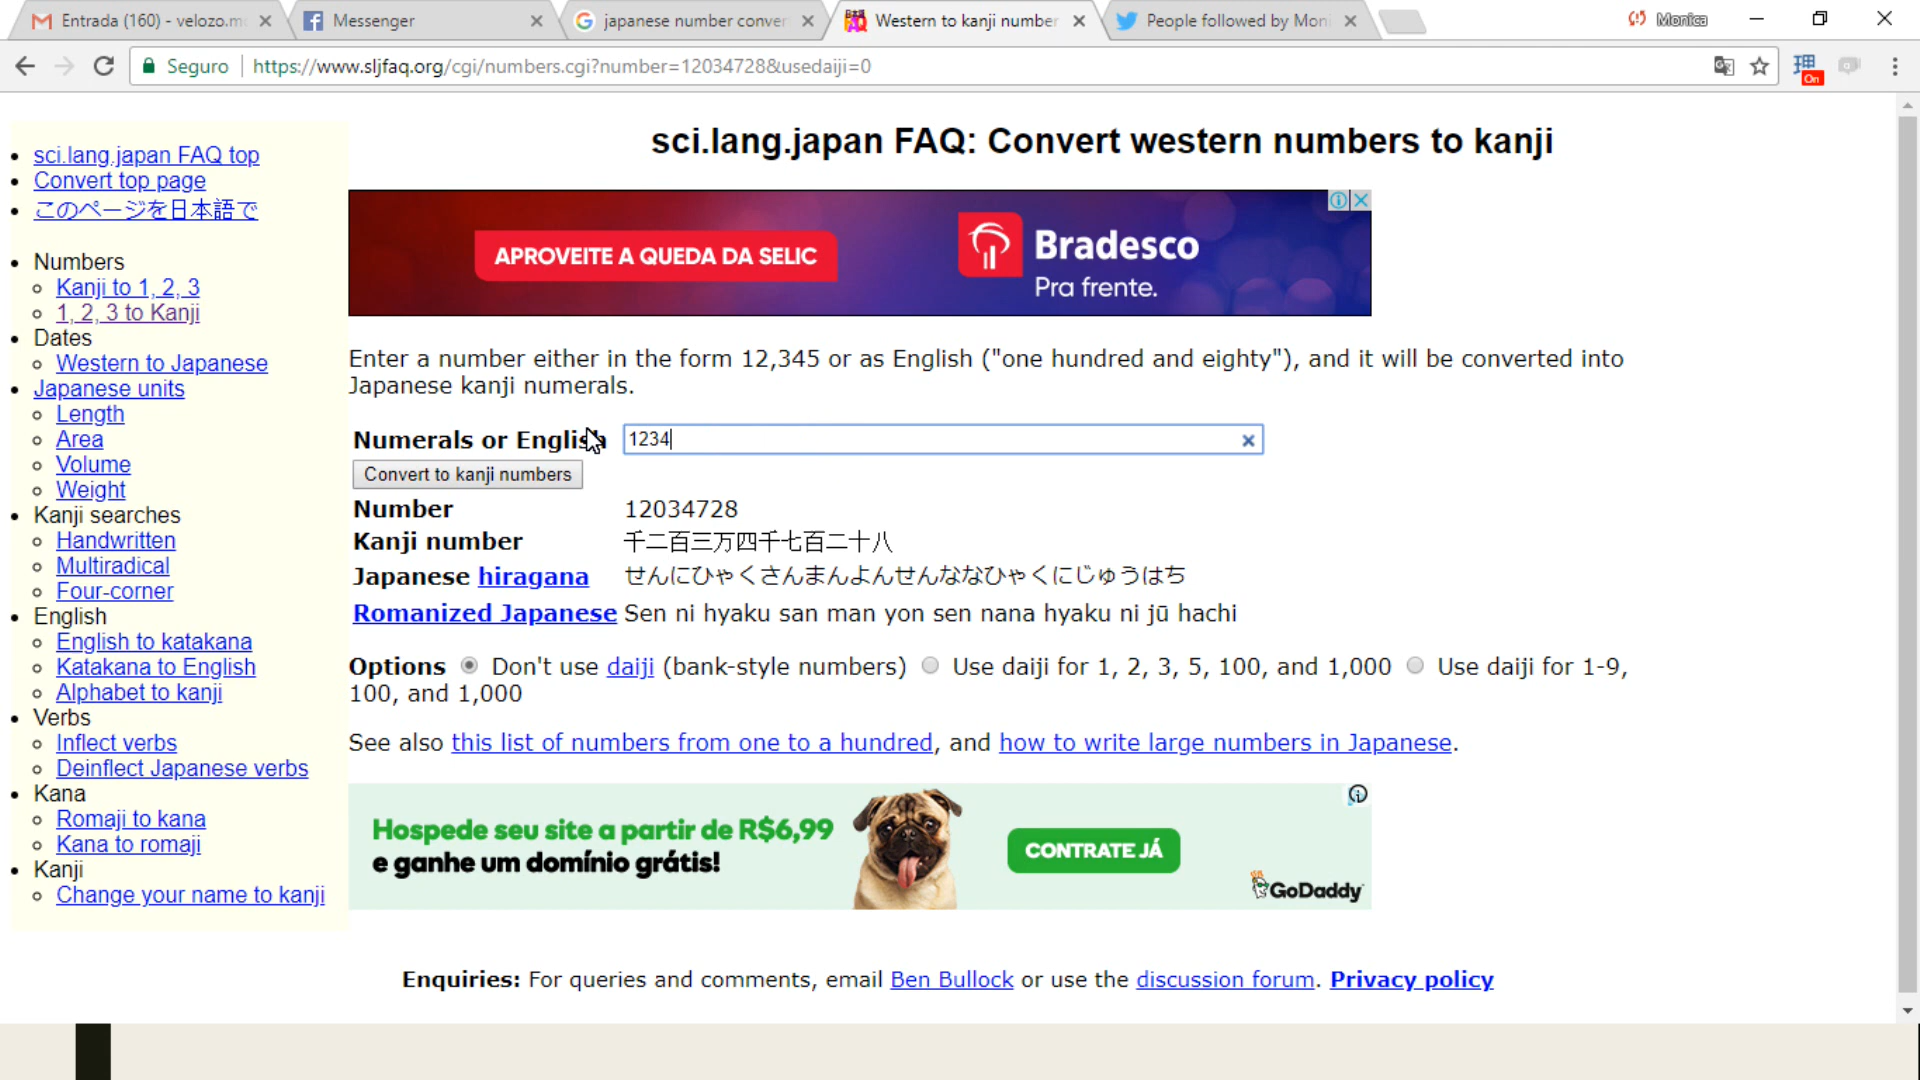 Entrada (160) - velozo.m
Messenger
japanese number conver
Western to kanji number
People followed by Moni
Monica
Seguro
https://www.sljfaq.org/cgi/numbers.cgi?number=12034728&usedaiji=0
理
On
sci.lang.japan FAQ: Convert western numbers to kanji
sci.lang.japan FAQ top
Convert top page
このページを日本語で
Numbers
Kanji to 1, 2, 3
1, 2, 3 to Kanji
Dates
Western to Japanese
Japanese units
Length
Area
Volume
Weight
Kanji searches
Handwritten
Multiradical
Four-corner
English
English to katakana
Katakana to English
Alphabet to kanji
Verbs
Inflect verbs
Deinflect Japanese verbs
Kana
Romaji to kana
Kana to romaji
Kanji
Change your name to kanji
APROVEITE A QUEDA DA SELIC
Bradesco
Pra frente.
Enter a number either in the form 12,345 or as English ("one hundred and eighty"), and it will be converted into
Japanese kanji numerals.
Numerals or English 1234
Convert to kanji numbers
Number 12034728
Kanji number 千二百三万四千七百二十八
Japanese hiragana せんにひゃくさんまんよんせんななひゃくにじゅうはち
Romanized Japanese Sen ni hyaku san man yon sen nana hyaku ni jū hachi
Options Don't use daiji (bank-style numbers) Use daiji for 1, 2, 3, 5, 100, and 1,000 Use daiji for 1-9,
100, and 1,000
See also this list of numbers from one to a hundred, and how to write large numbers in Japanese.
Hospede seu site a partir de R$6,99
e ganhe um domínio grátis!
CONTRATE JÁ
GoDaddy
Enquiries: For queries and comments, email Ben Bullock or use the discussion forum. Privacy policy